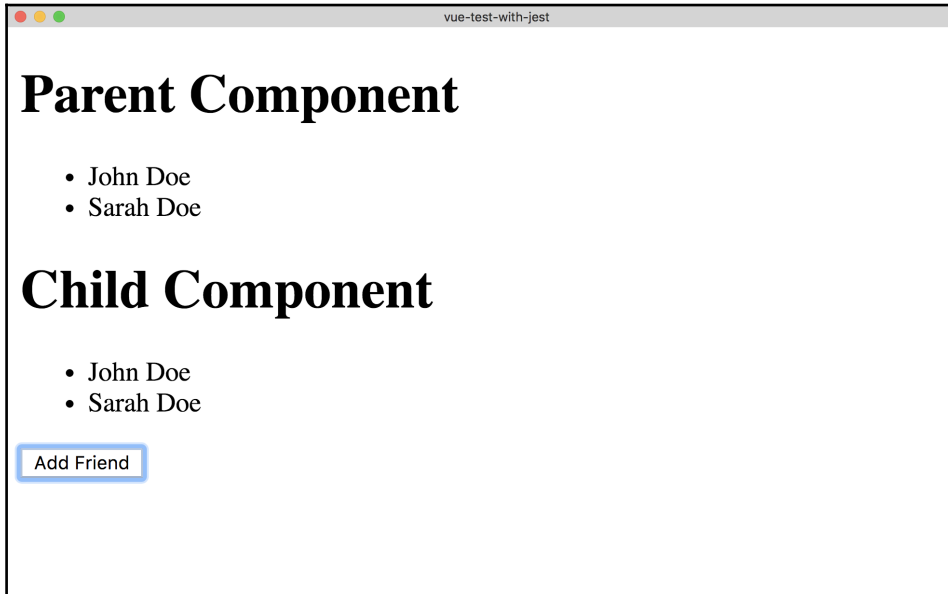 vue-test-with-jest
Parent Component
John Doe
Sarah Doe
Child Component
John Doe
Sarah Doe
Add Friend